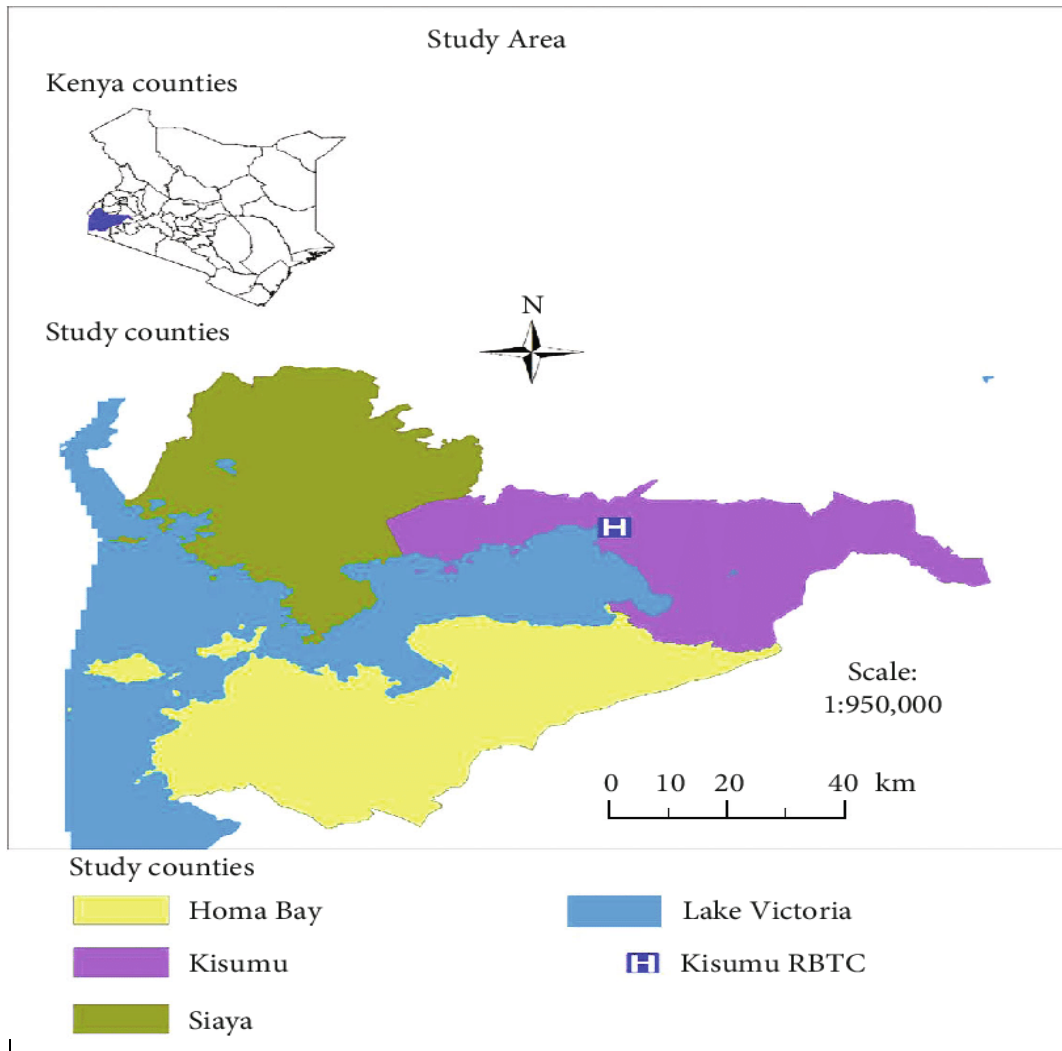 Study Area
Kenya counties
Study counties
N
H
Scale:
1:950,000
0 10 20 40 km
Study counties
Homa Bay
Lake Victoria
Kisumu
H Kisumu RBTC
Siaya